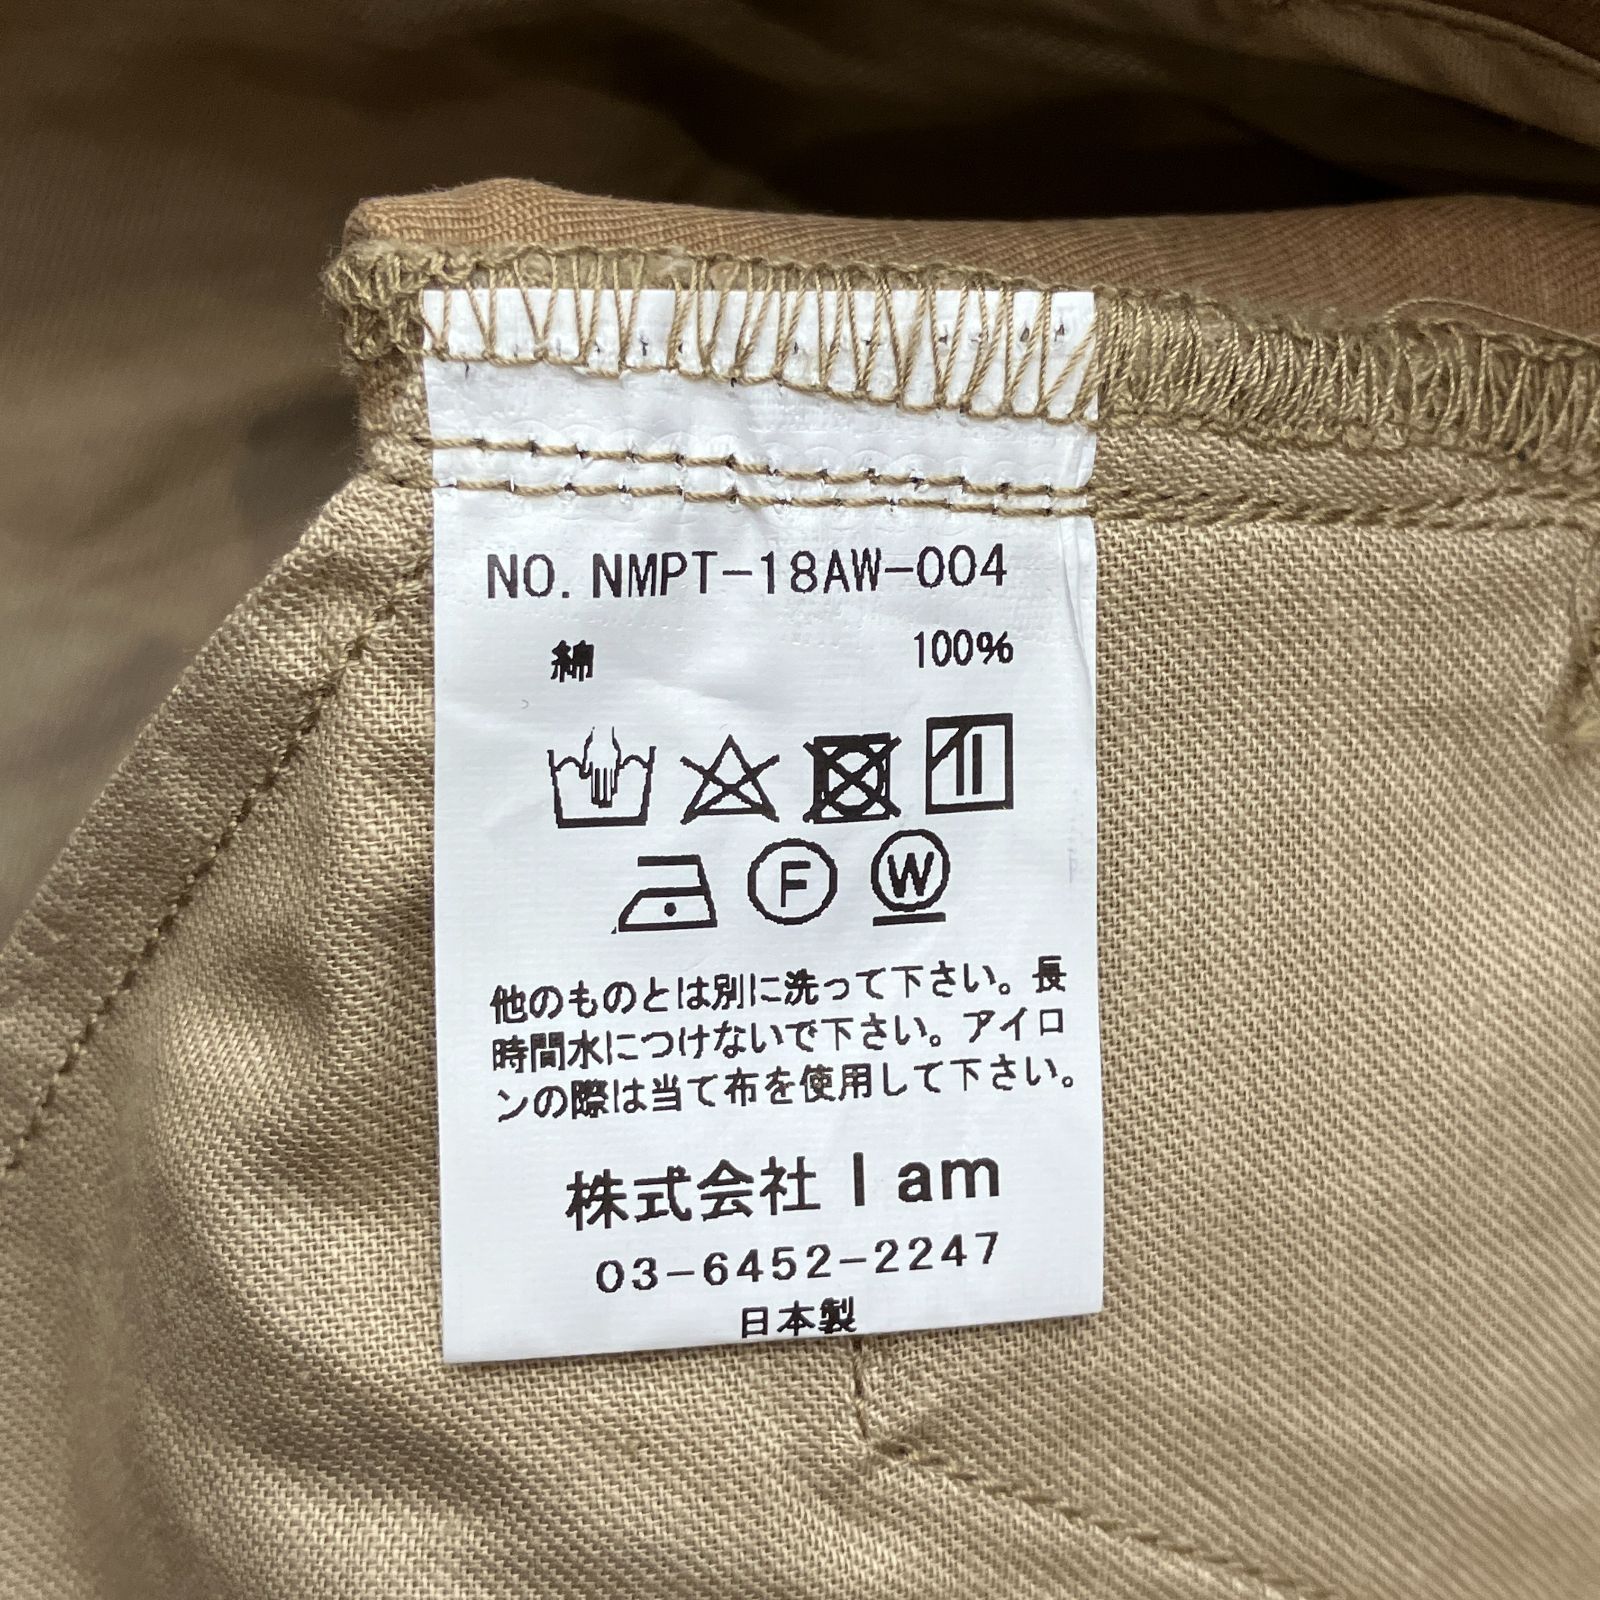 NO. NMPT-18AW-004
綿 100%
F W
他のものとは別に洗って下さい。長
時間水につけないで下さい。アイロ
ンの際は当て布を使用して下さい。
株式会社 I am
03-6452-2247
日本製